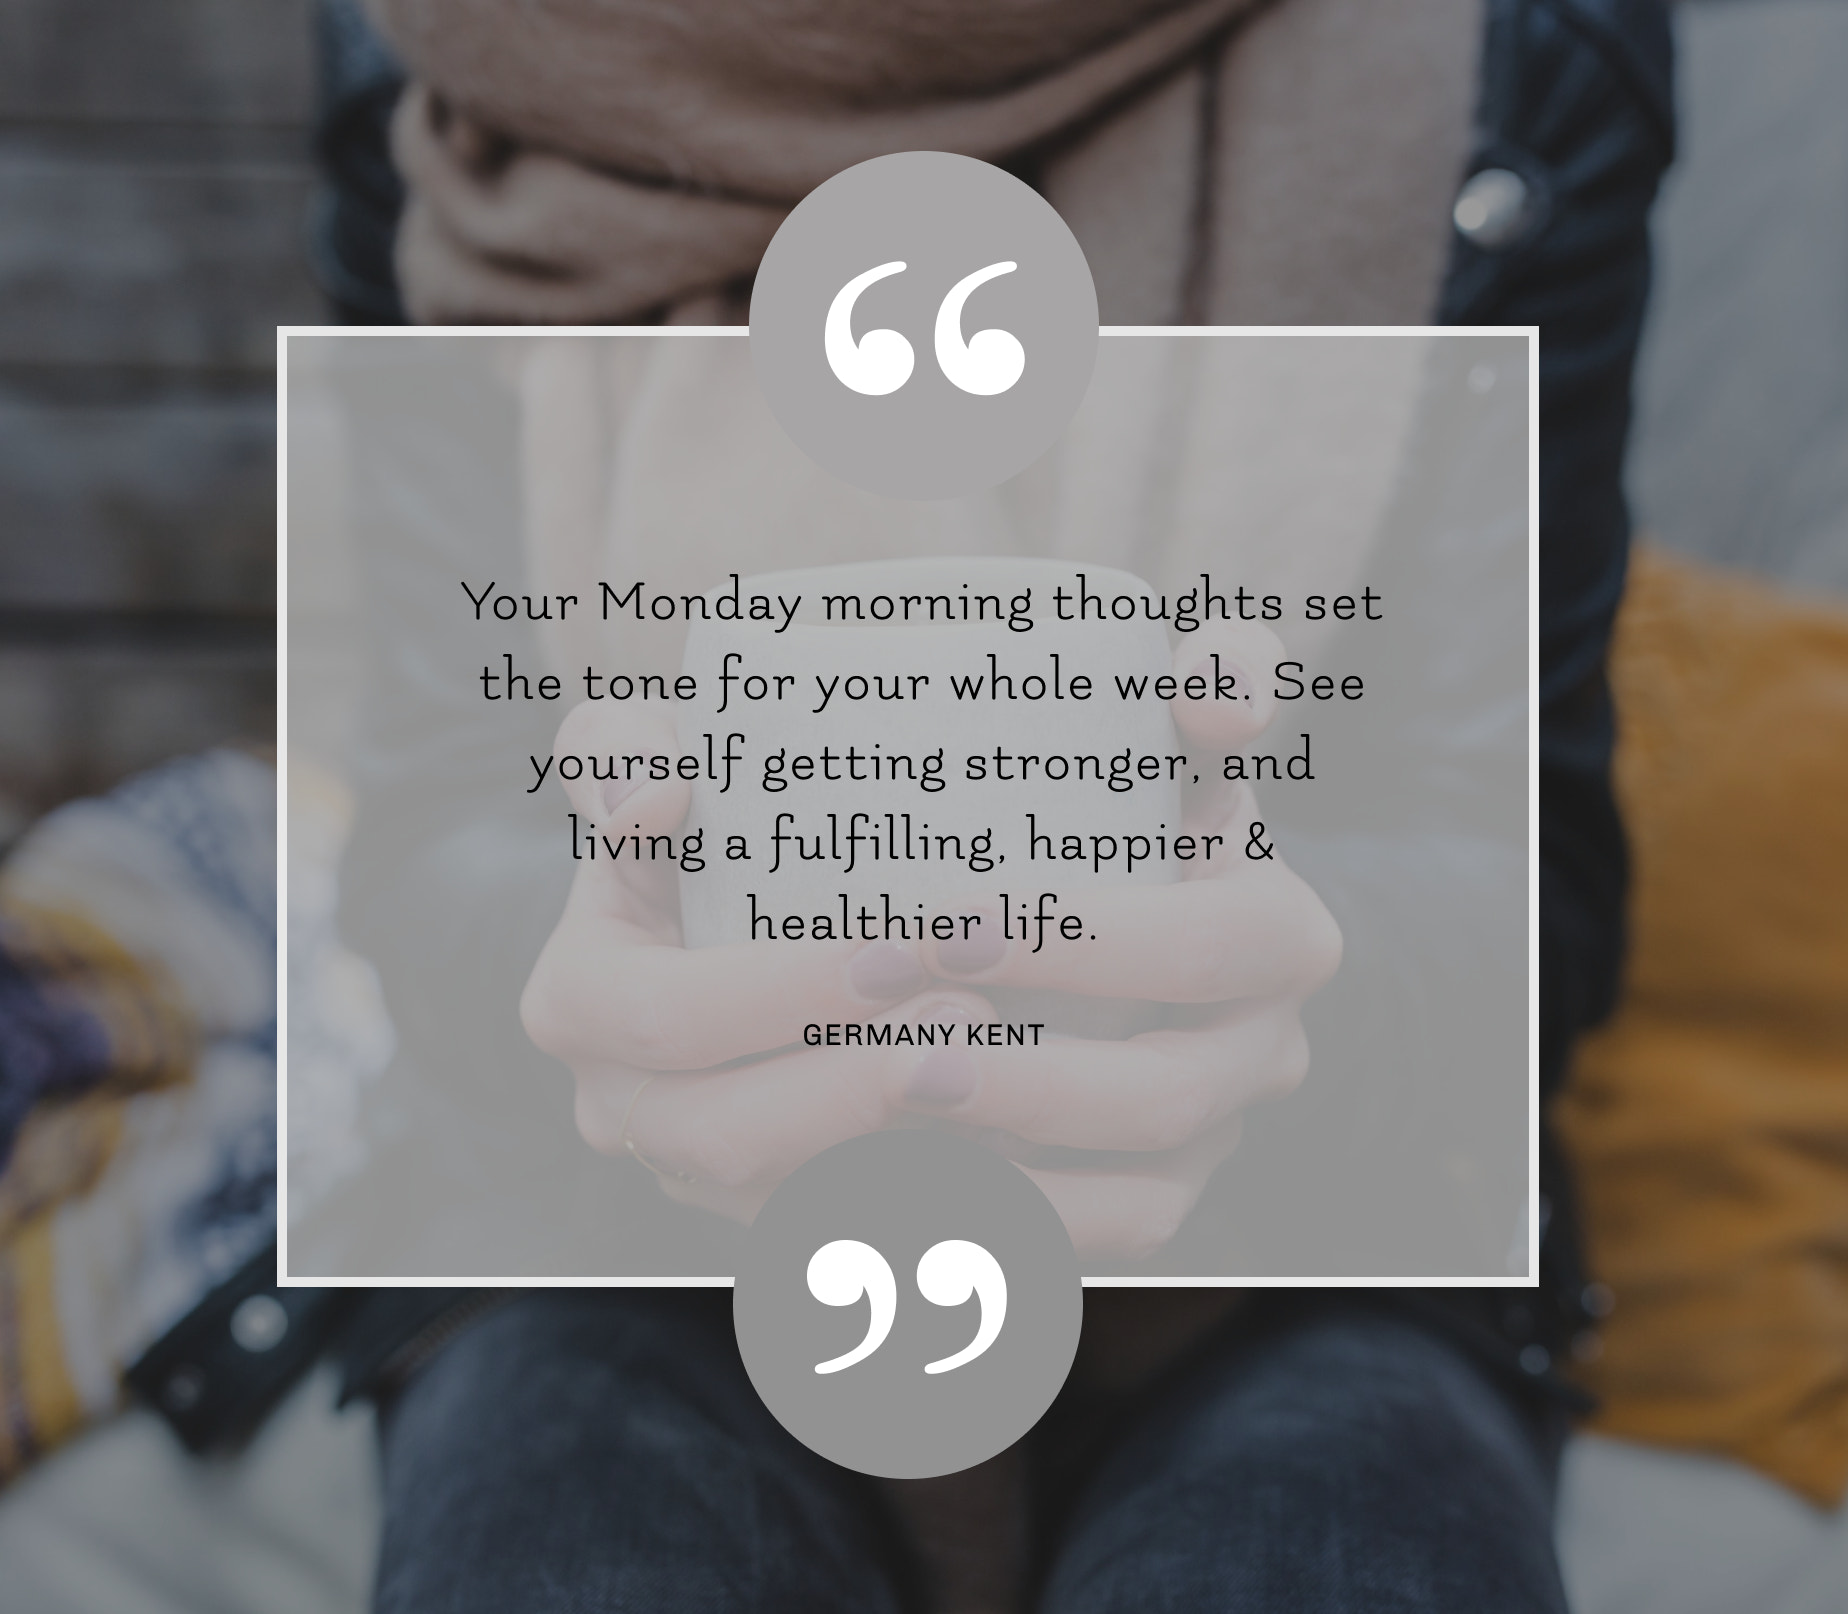 “
Your Monday morning thoughts set
the tone for your whole week. See
yourself getting stronger, and
living a fulfilling, happier &
healthier life.
GERMANY KENT
”